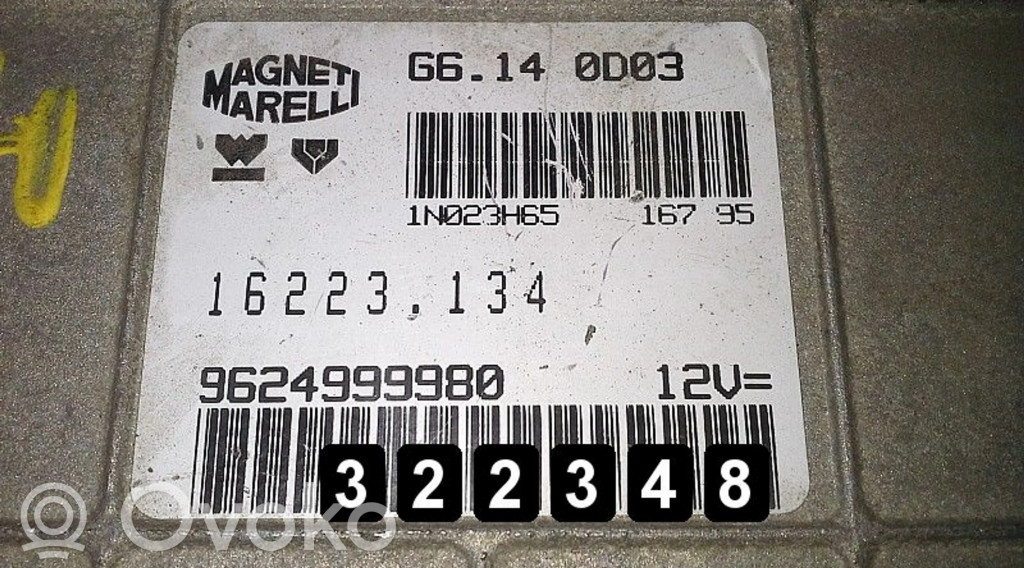 MAGNETI
MARELLI
G6.14 0D03
1N023H65 167 95
16223.134
9624999980 12V=
322348
Ovoko